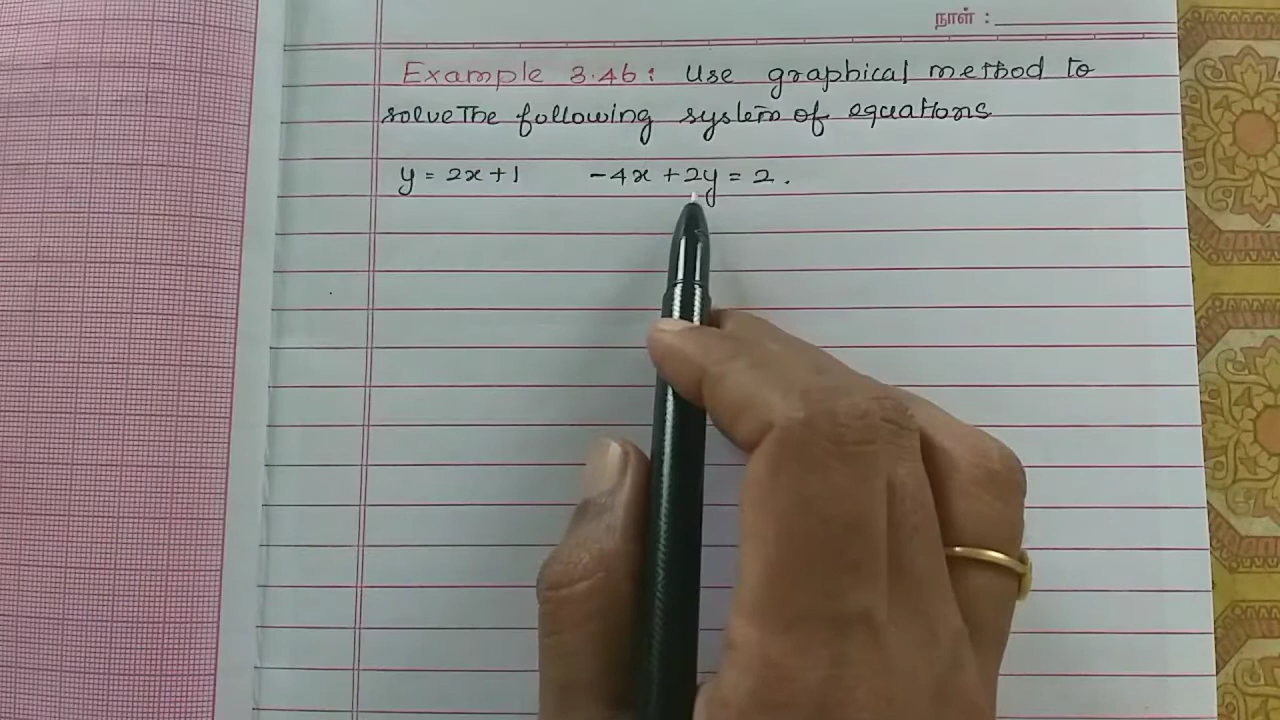 நாள் :
Example 3.46: Use graphical method to
solve The following system of equations
y = 2x + 1 -4x + 2y = 2.